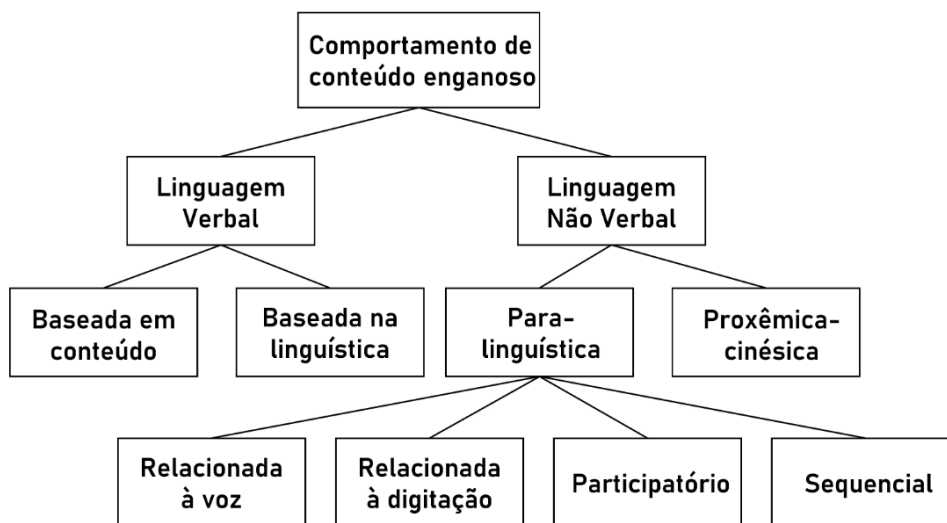 Comportamento de
conteúdo enganoso
Linguagem
Verbal
Linguagem
Não Verbal
Baseada em
conteúdo
Baseada na
linguística
Para-
linguística
Proxêmica-
cinésica
Relacionada
à voz
Relacionada
à digitação
Participatório
Sequencial